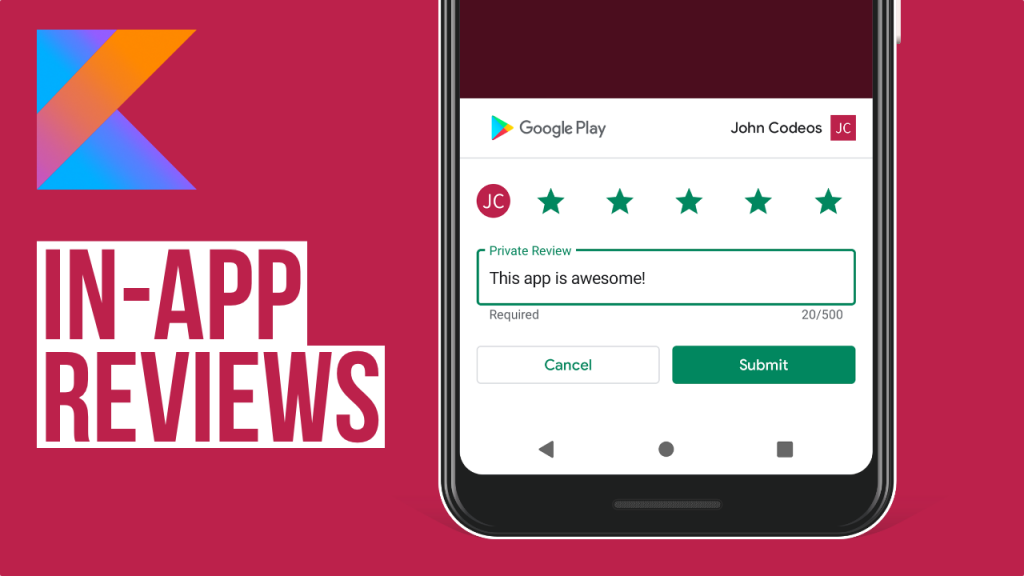 IN-APP
REVIEWS
Google Play
John Codeos JC
JC
Private Review
This app is awesome!
Required 20/500
Cancel Submit